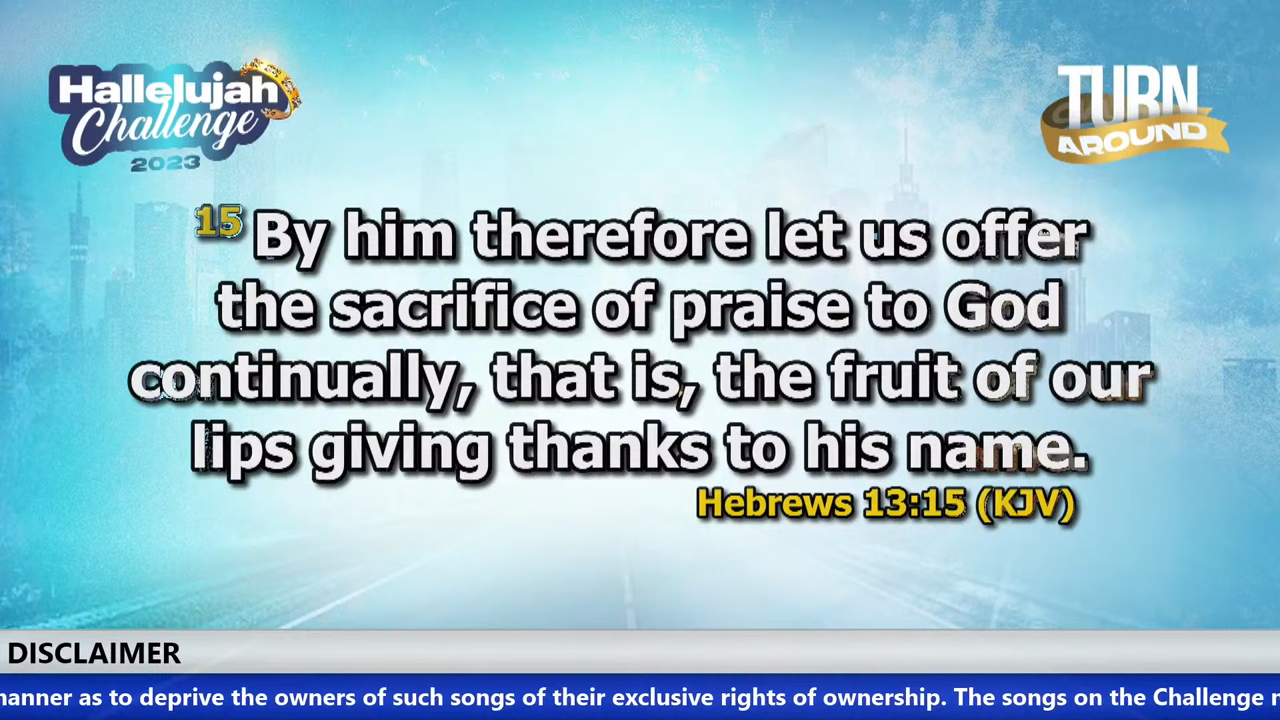 Hallelujah
Challenge
2023
TURN
AROUND
15 By him therefore let us offer
the sacrifice of praise to God
continually, that is, the fruit of our
lips giving thanks to his name.
Hebrews 13:15 (KJV)
DISCLAIMER
as to deprive the owners of such songs of their exclusive rights of ownership. The songs on the Challenge